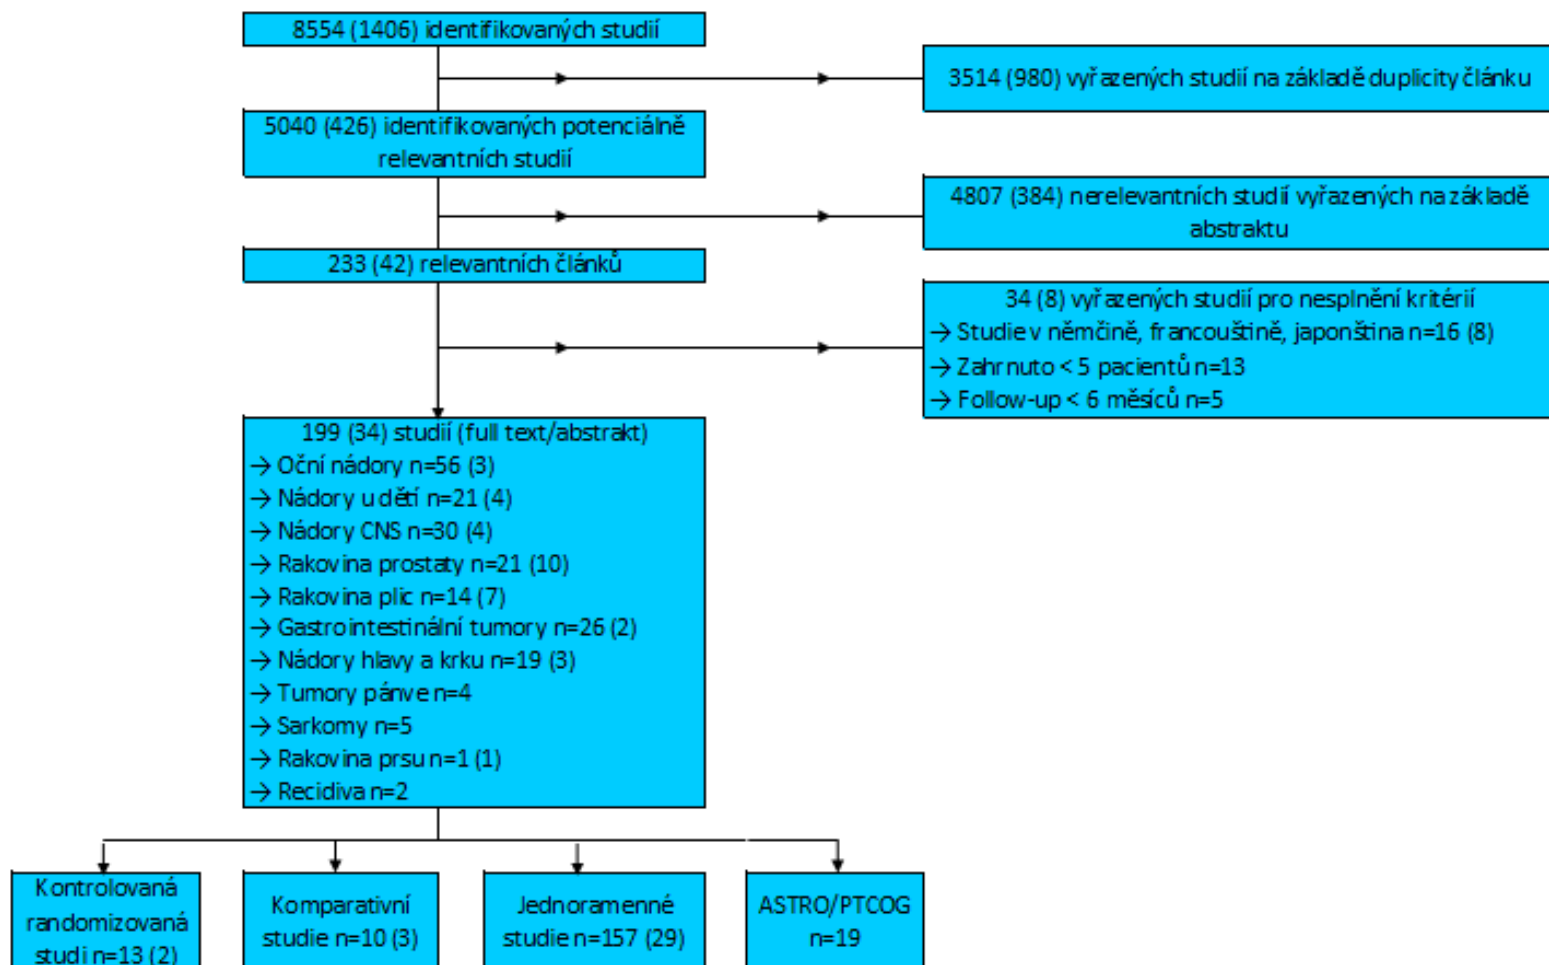 8554 (1406) identifikovaných studií
3514 (980) vyřazených studií na základě duplicity článku
5040 (426) identifikovaných potenciálně
relevantních studií
4807 (384) nerelevantních studií vyřazených na základě
abstraktu
233 (42) relevantních článků
34 (8) vyřazených studií pro nesplnění kritérií
→ Studie v němčině, francouštině, japonština n=16 (8)
→ Zahrnuto < 5 pacientů n=13
→ Follow-up < 6 měsíců n=5
199 (34) studií (full text/abstrakt)
→ Oční nádory n=56 (3)
→ Nádory u dětí n=21 (4)
→ Nádory CNS n=30 (4)
→ Rakovina prostaty n=21 (10)
→ Rakovina plic n=14 (7)
→ Gastrointestinální tumory n=26 (2)
→ Nádory hlavy a krku n=19 (3)
→ Tumory pánve n=4
→ Sarkomy n=5
→ Rakovina prsu n=1 (1)
→ Recidiva n=2
Kontrolovaná
randomizovaná
studi n=13 (2)
Komparativní
studie n=10 (3)
Jednoramenné
studie n=157 (29)
ASTRO/PTCOG
n=19